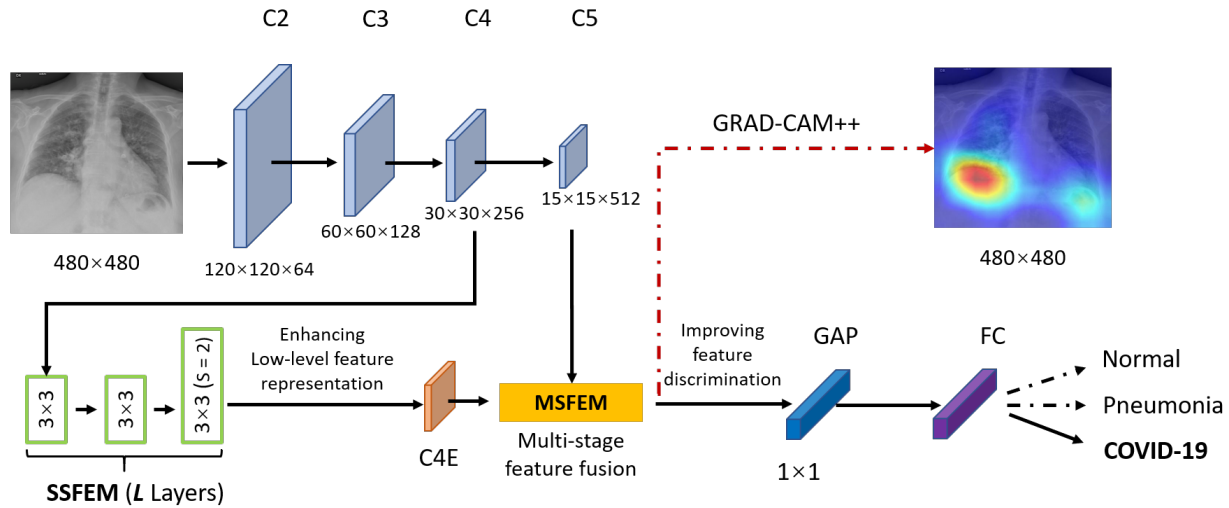 C2
C3
C4
C5
GRAD-CAM++
480×480
120×120×64
60×60×128
30×30×256
15×15×512
480×480
3×3
3×3
3×3 (S = 2)
SSFEM (L Layers)
Enhancing
Low-level feature
representation
C4E
MSFEM
Multi-stage
feature fusion
Improving
feature
discrimination
GAP
1×1
FC
Normal
Pneumonia
COVID-19